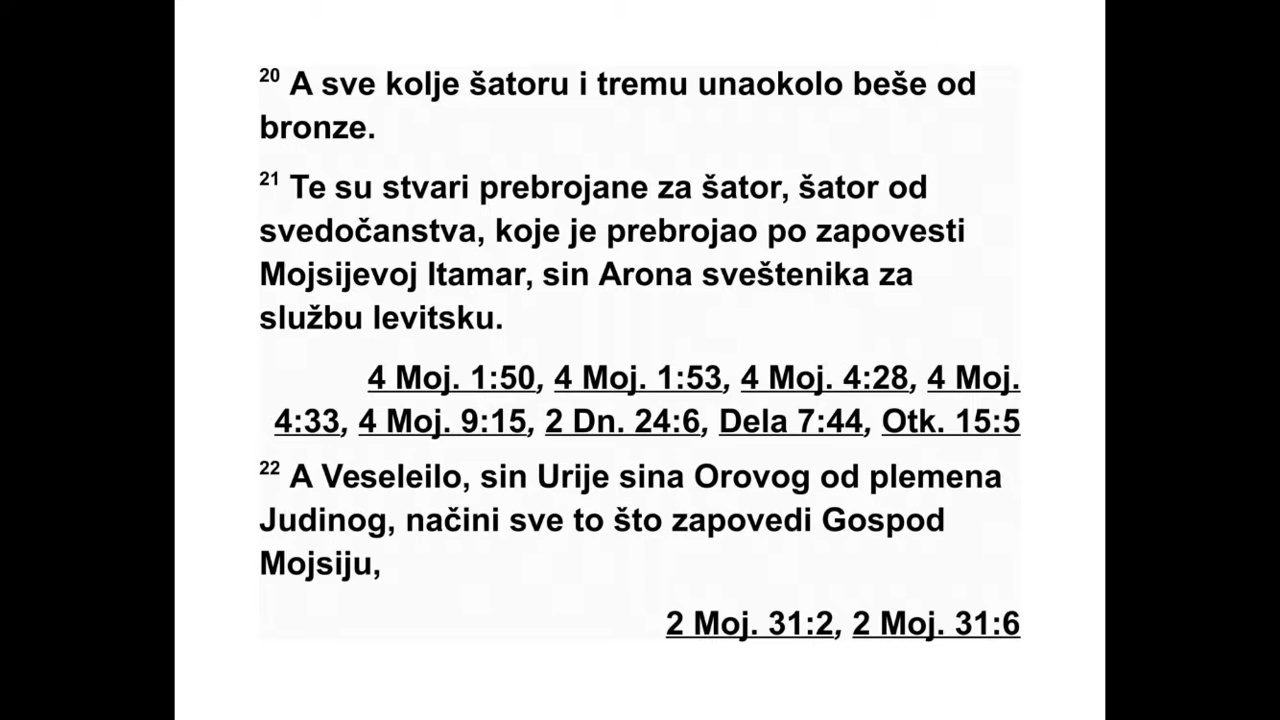 20 A sve kolje šatoru i tremu unaokolo beše od
bronze.
21 Te su stvari prebrojane za šator, šator od
svedočanstva, koje je prebrojao po zapovesti
Mojsijevoj Itamar, sin Arona sveštenika za
službu levitsku.
4 Moj. 1:50, 4 Moj. 1:53, 4 Moj. 4:28, 4 Moj.
4:33, 4 Moj. 9:15, 2 Dn. 24:6, Dela 7:44, Otk. 15:5
22 A Veseleilo, sin Urije sina Orovog od plemena
Judinog, načini sve to što zapovedi Gospod
Mojsiju,
2 Moj. 31:2, 2 Moj. 31:6